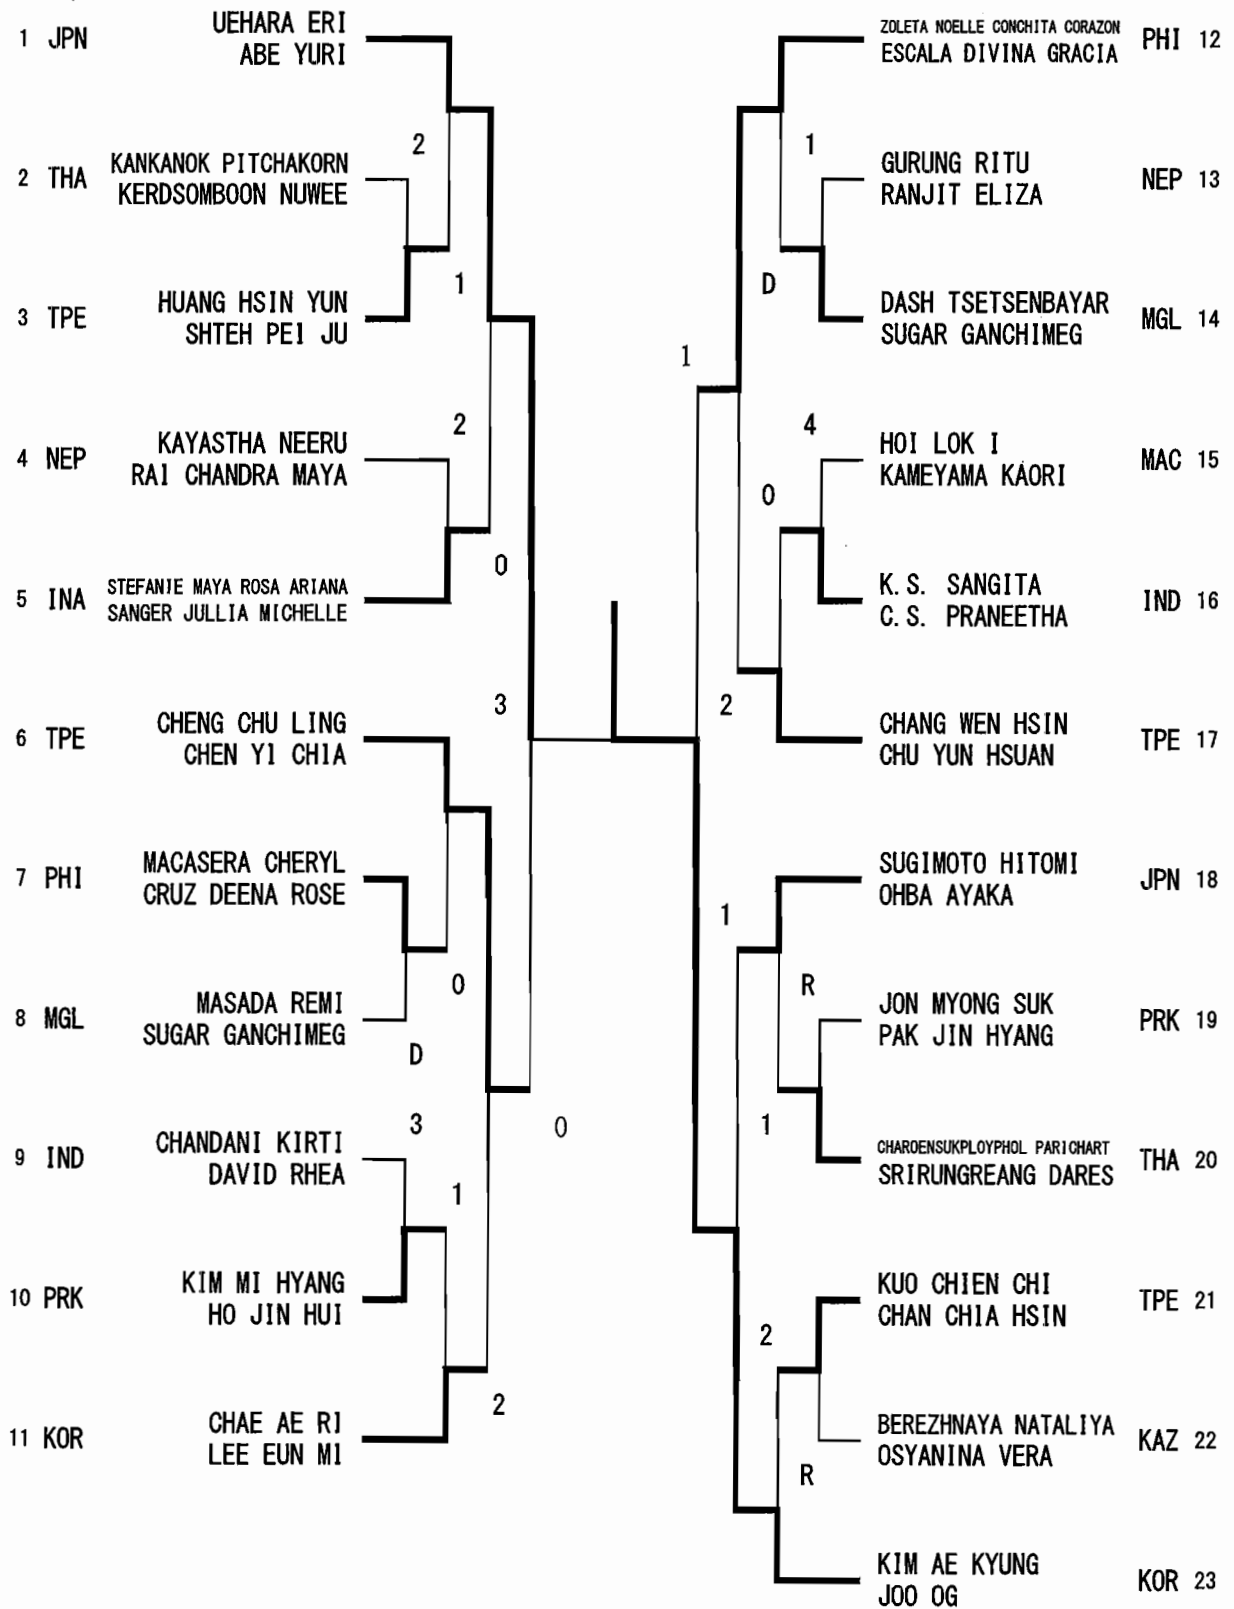 1 JPN UEHARA ERI
ABE YURI
2 THA KANKANOK PITCHAKORN
KERDSOMBOON NUWEE
3 TPE HUANG HSIN YUN
SHTEH PEI JU
4 NEP KAYASTHA NEERU
RAI CHANDRA MAYA
5 INA STEFANIE MAYA ROSA ARIANA
SANGER JULLIA MICHELLE
6 TPE CHENG CHU LING
CHEN YI CHIA
7 PHI MACASERA CHERYL
CRUZ DEENA ROSE
8 MGL MASADA REMI
SUGAR GANCHIMEG
9 IND CHANDANI KIRTI
DAVID RHEA
10 PRK KIM MI HYANG
HO JIN HUI
11 KOR CHAE AE RI
LEE EUN MI
2
1
2
0
3
0
D
3
1
0
2
ZOLETA NOELLE CONCHITA CORAZON
ESCALA DIVINA GRACIA PHI 12
GURUNG RITU
RANJIT ELIZA NEP 13
DASH TSETSENBAYAR
SUGAR GANCHIMEG MGL 14
HOI LOK I
KAMEYAMA KAORI MAC 15
K.S. SANGITA
C.S. PRANEETHA IND 16
CHANG WEN HSIN
CHU YUN HSUAN TPE 17
SUGIMOTO HITOMI
OHBA AYAKA JPN 18
JON MYONG SUK
PAK JIN HYANG PRK 19
CHAROENSUKPLOYPHOL PARICHART
SRIRUNGREANG DARES THA 20
KUO CHIEN CHI
CHAN CHIA HSIN TPE 21
BEREZHNAYA NATALIYA
OSYANINA VERA KAZ 22
KIM AE KYUNG
JOO OG KOR 23
1
D
1
4
0
2
1
R
1
2
R